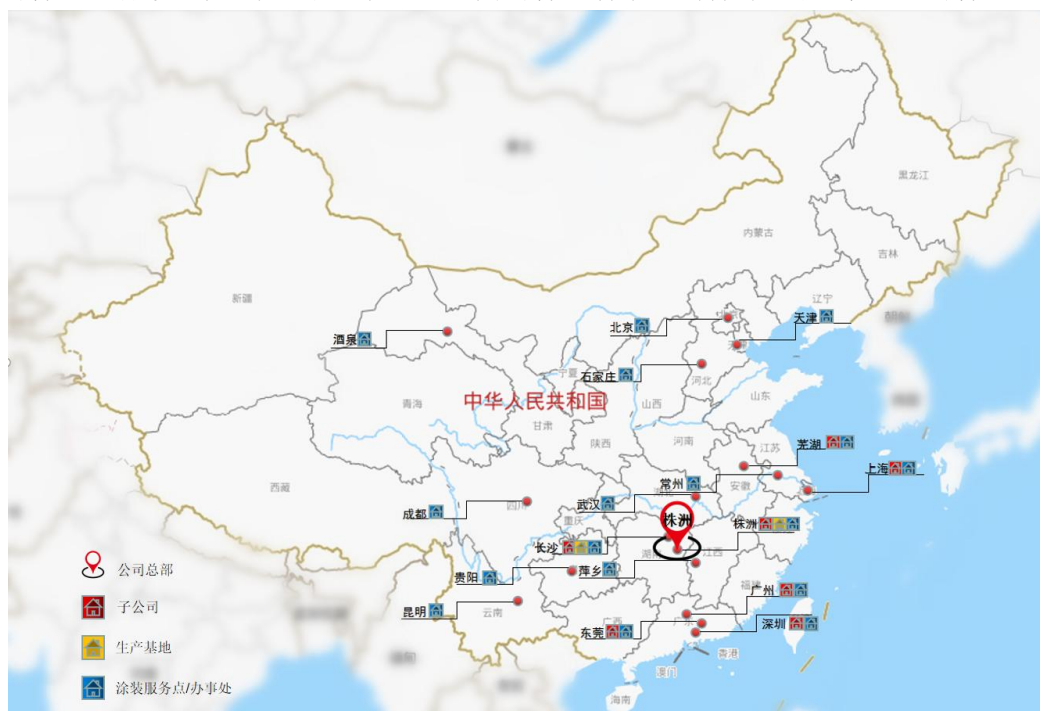 黑龙江
内蒙古
吉林
新疆
辽宁
天津
北京
酒泉
宁夏
石家庄
河北
山东
中华人民共和国
青海
山西
甘肃
陕西
河南
江苏
芜湖
上海
西藏
常州
安徽
成都
四川
武汉
重庆
株洲
株洲
长沙
湖南
江西
公司总部
贵阳
萍乡
福建
子公司
昆明
云南
广州
广西
东莞
广东
深圳
生产基地
香港
澳门
涂装服务点/办事处
海南